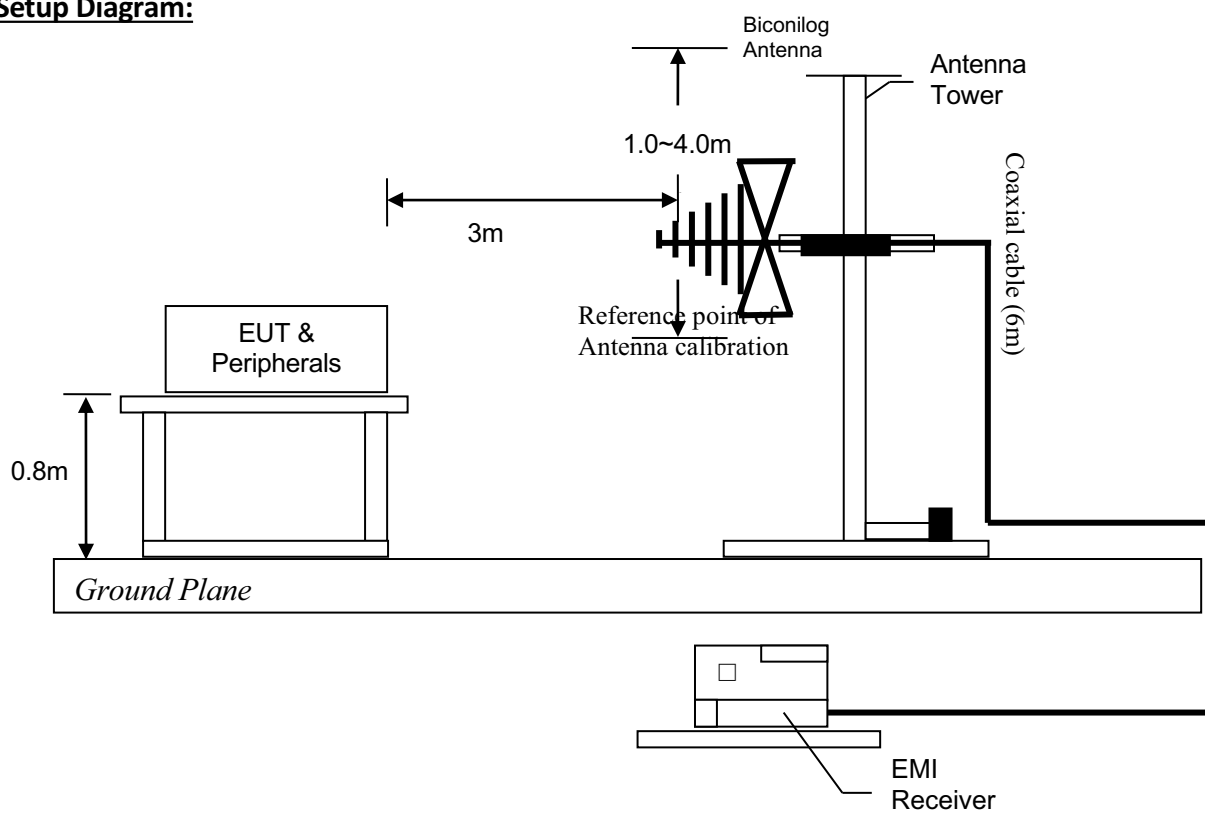 Setup Diagram:
Biconilog
Antenna
Antenna
Tower
1.0~4.0m
3m
Coaxial cable (6m)
Reference point of
Antenna calibration
EUT &
Peripherals
0.8m
Ground Plane
EMI
Receiver